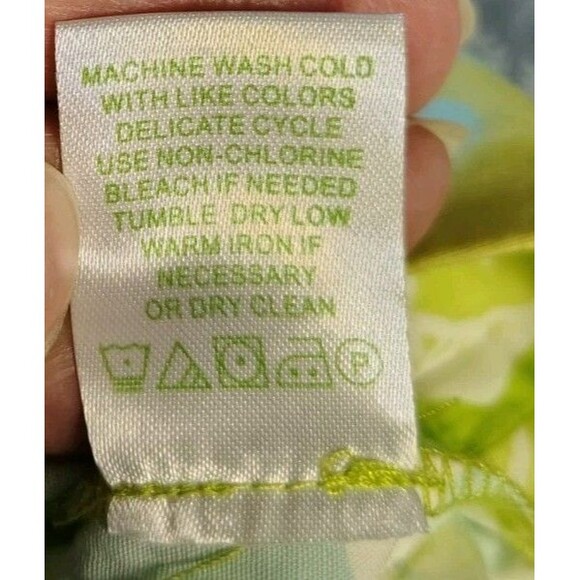 MACHINE WASH COLD
WITH LIKE COLORS
DELICATE CYCLE
USE NON-CHLORINE
BLEACH IF NEEDED
TUMBLE DRY LOW
WARM IRON IF
NECESSARY
OR DRY CLEAN
P